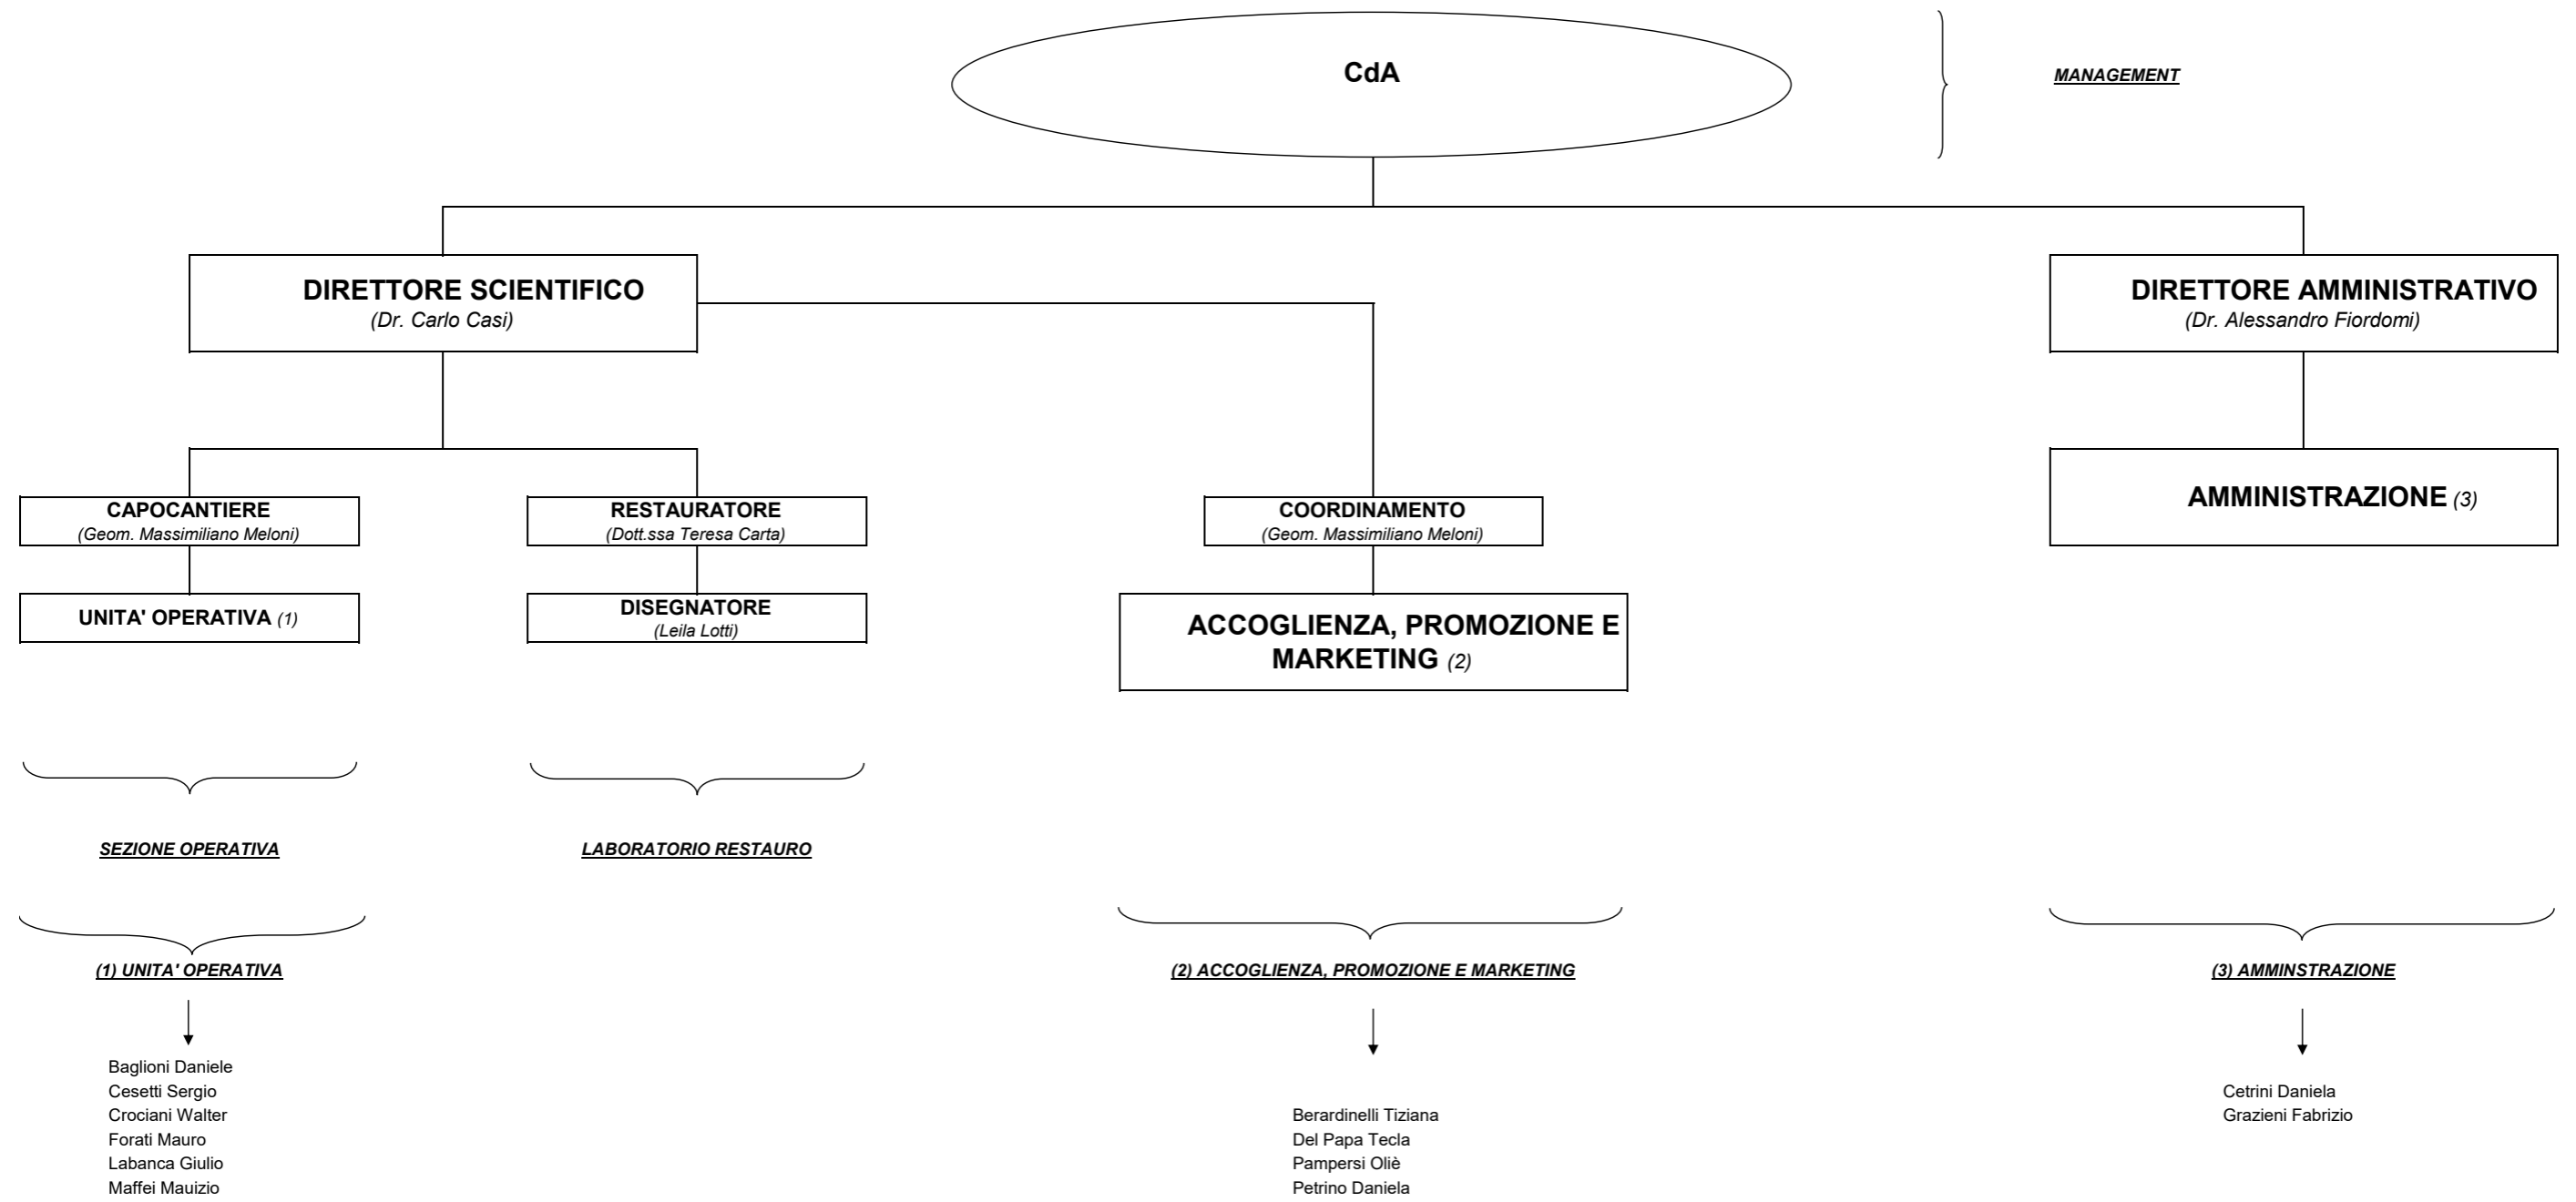 CdA
MANAGEMENT
DIRETTORE SCIENTIFICO
(Dr. Carlo Casi)
DIRETTORE AMMINISTRATIVO
(Dr. Alessandro Fiordomi)
CAPOCANTIERE
(Geom. Massimiliano Meloni)
RESTAURATORE
(Dott.ssa Teresa Carta)
COORDINAMENTO
(Geom. Massimiliano Meloni)
AMMINISTRAZIONE (3)
UNITA' OPERATIVA (1)
DISEGNATORE
(Leila Lotti)
ACCOGLIENZA, PROMOZIONE E
MARKETING (2)
SEZIONE OPERATIVA
LABORATORIO RESTAURO
(1) UNITA' OPERATIVA
(2) ACCOGLIENZA, PROMOZIONE E MARKETING
(3) AMMINSTRAZIONE
Baglioni Daniele
Cesetti Sergio
Crociani Walter
Forati Mauro
Labanca Giulio
Maffei Mauizio
Berardinelli Tiziana
Del Papa Tecla
Pampersi Oliè
Petrino Daniela
Cetrini Daniela
Grazieni Fabrizio